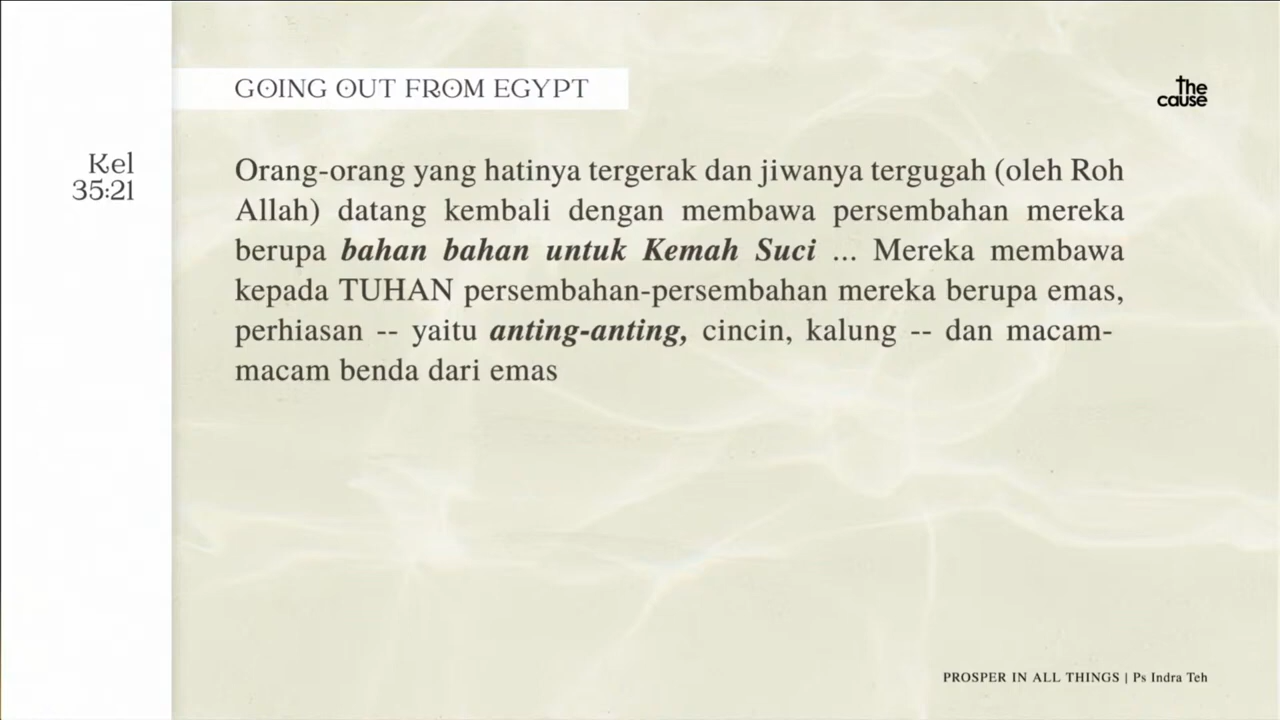 GOING OUT FROM EGYPT
the
cause
Kel
35:21
Orang-orang yang hatinya tergerak dan jiwanya tergugah (oleh Roh
Allah) datang kembali dengan membawa persembahan mereka
berupa bahan bahan untuk Kemah Suci ... Mereka membawa
kepada TUHAN persembahan-persembahan mereka berupa emas,
perhiasan -- yaitu anting-anting, cincin, kalung -- dan macam-
macam benda dari emas
PROSPER IN ALL THINGS | Ps Indra Teh